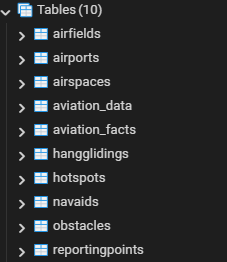 Tables (10)
airfields
airports
airspaces
aviation_data
aviation_facts
hangglidings
hotspots
navaids
obstacles
reportingpoints